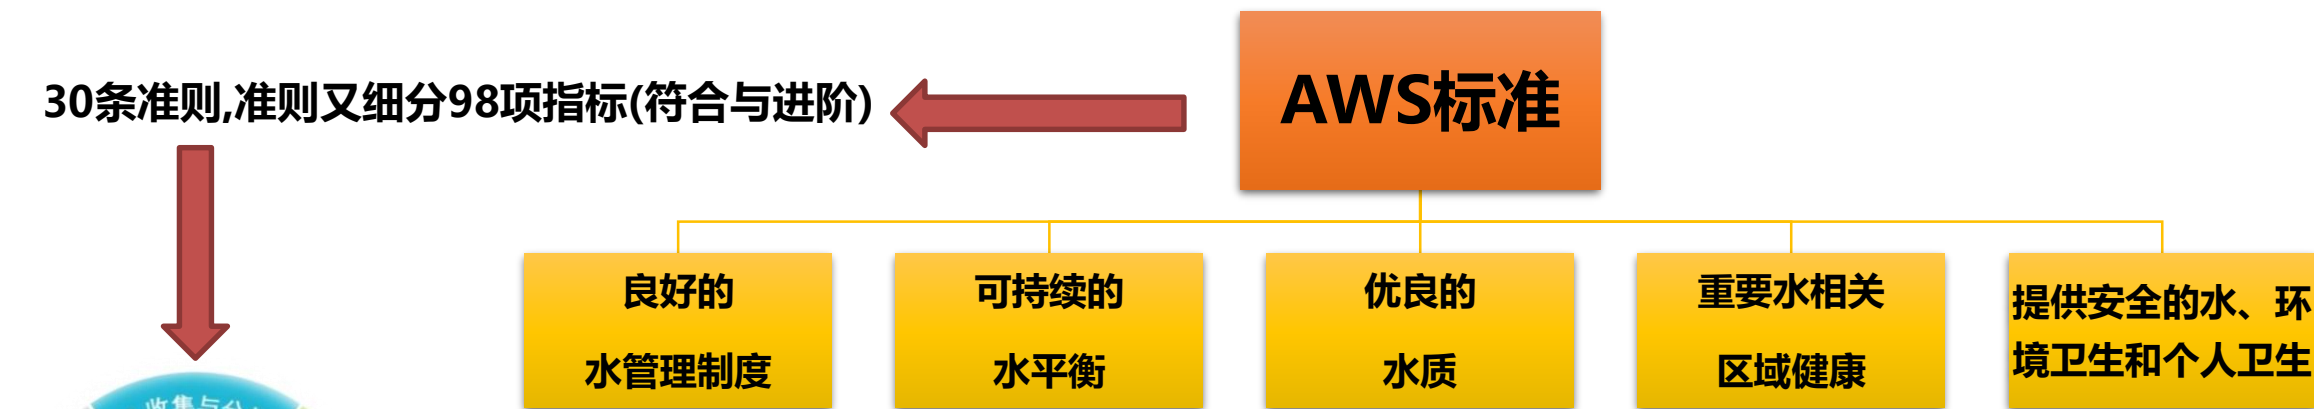 AWS标准
30条准则,准则又细分98项指标(符合与进阶)
良好的
水管理制度
可持续的
水平衡
优良的
水质
重要水相关
区域健康
提供安全的水、环
境卫生和个人卫生
收集与